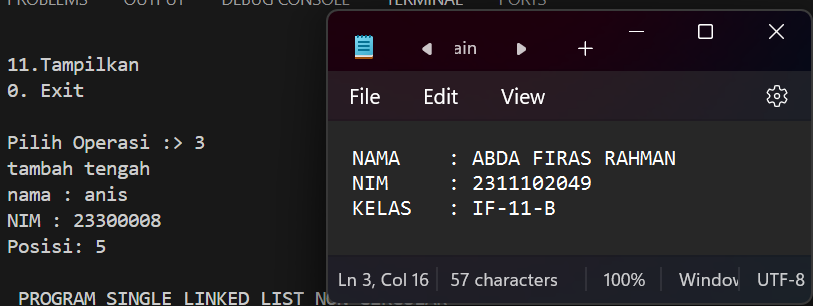 PROBLEMS OUTPUT DEBUG CONSOLE TERMINAL PORTS
11.Tampilkan
0. Exit
Pilih Operasi :> 3
tambah tengah
nama : anis
NIM : 23300008
Posisi: 5
PROGRAM SINGLE LINKED LIST NON
ain
File Edit View
NAMA : ABDA FIRAS RAHMAN
NIM : 2311102049
KELAS : IF-11-B
Ln 3, Col 16 57 characters 100% Window UTF-8